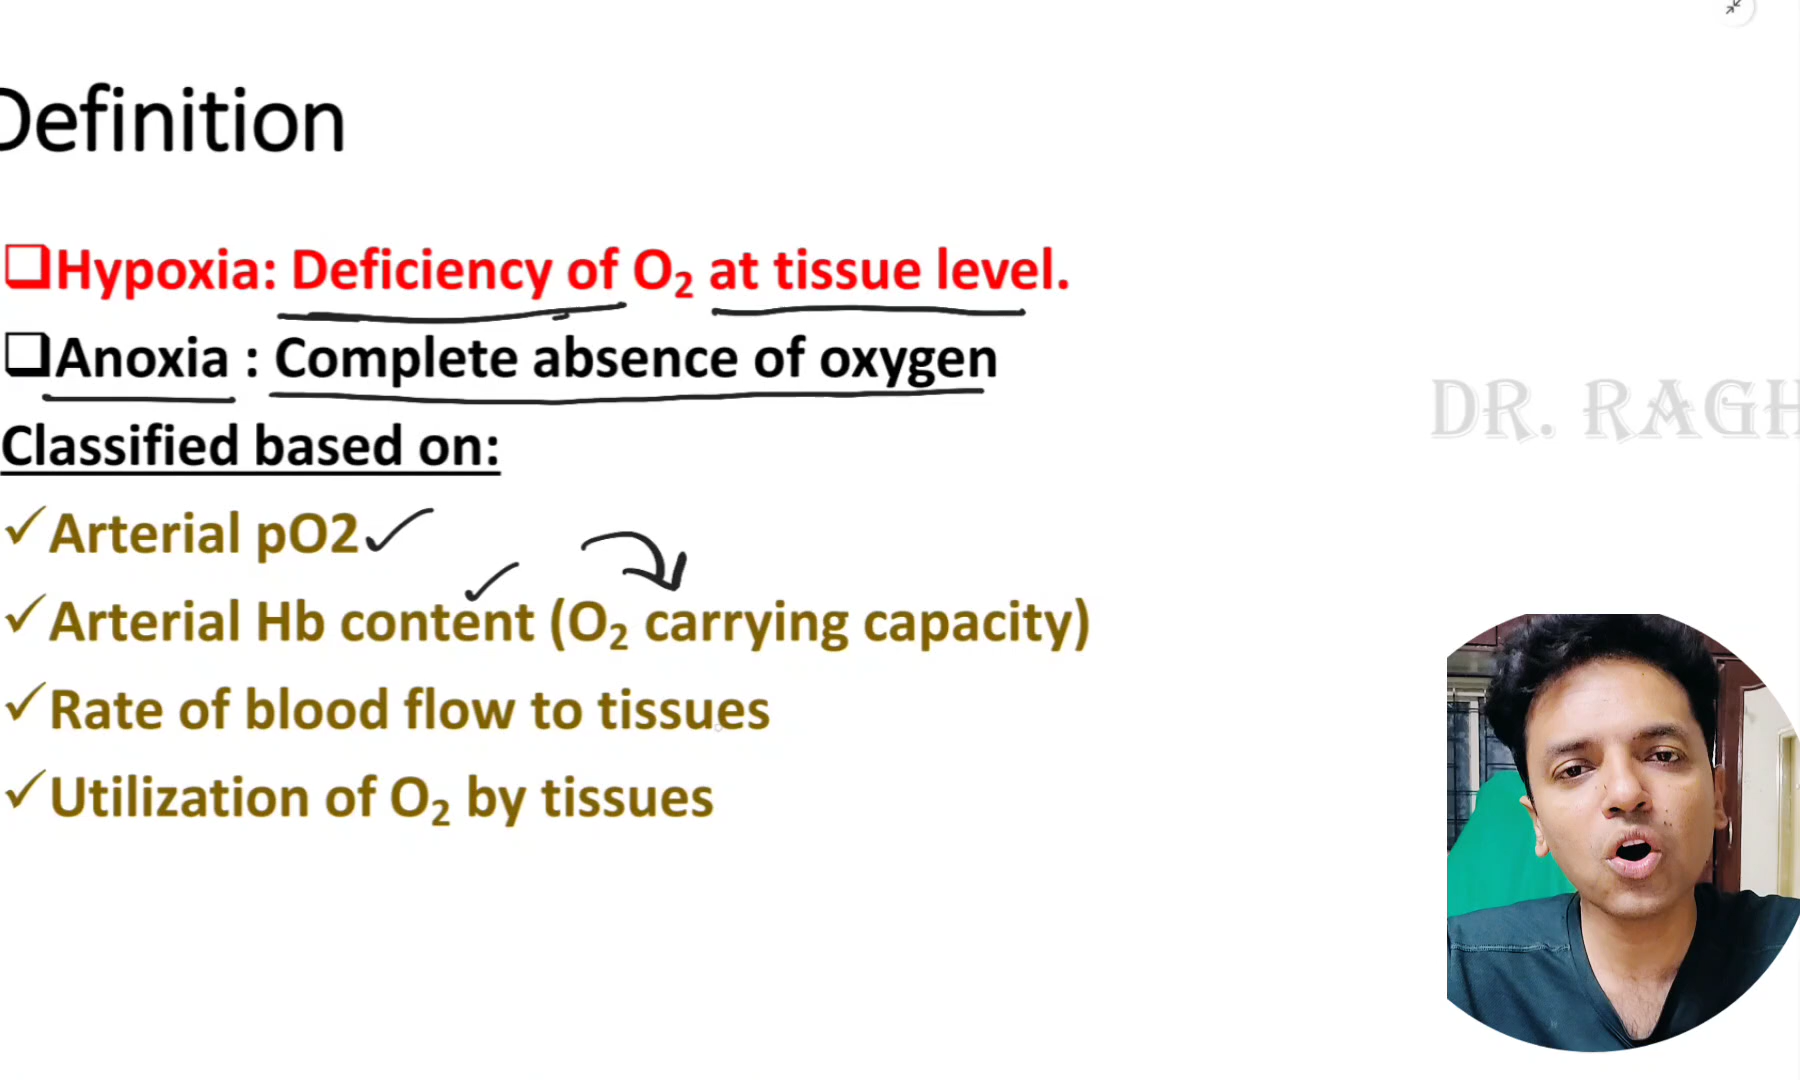 Definition
❑Hypoxia: Deficiency of O₂ at tissue level.
❑Anoxia : Complete absence of oxygen
DR. RAGH
Classified based on:
✓Arterial pO2✓
✓Arterial Hb content (O₂ carrying capacity)
✓Rate of blood flow to tissues
✓Utilization of O₂ by tissues